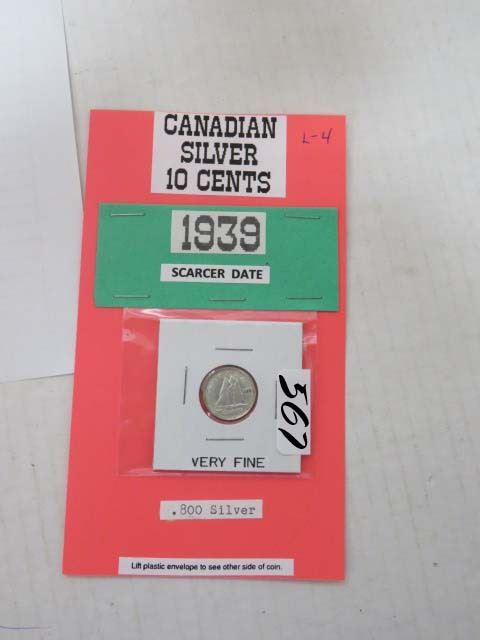 CANADIAN
SILVER
10 CENTS
L-4
1939
SCARCER DATE
567
VERY FINE
.800 Silver
Lift plastic envelope to see other side of coin.